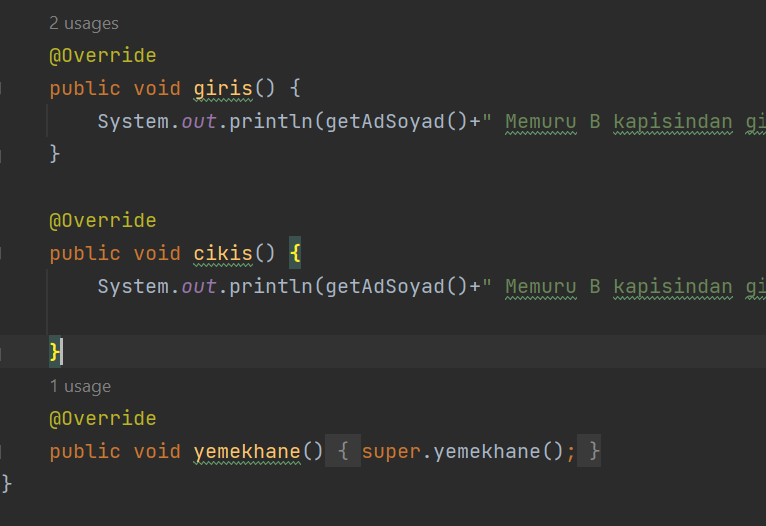 2 usages
@Override
public void giris() {
System.out.println(getAdSoyad()+" Memuru B kapisindan gi
}
@Override
public void cikis() {
System.out.println(getAdSoyad()+" Memuru B kapisindan gi
}
1 usage
@Override
public void yemekhane() { super.yemekhane(); }
}